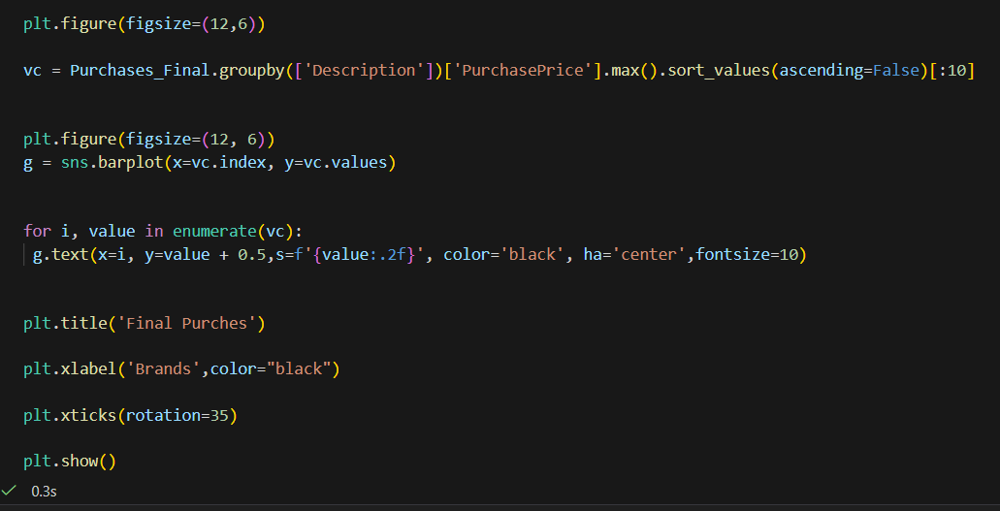 plt.figure(figsize=(12,6))
vc = Purchases_Final.groupby(['Description'])['PurchasePrice'].max().sort_values(ascending=False)[:10]
plt.figure(figsize=(12, 6))
g = sns.barplot(x=vc.index, y=vc.values)
for i, value in enumerate(vc):
g.text(x=i, y=value + 0.5,s=f'{value:.2f}', color='black', ha='center',fontsize=10)
plt.title('Final Purches')
plt.xlabel('Brands',color="black")
plt.xticks(rotation=35)
plt.show()
0.3s